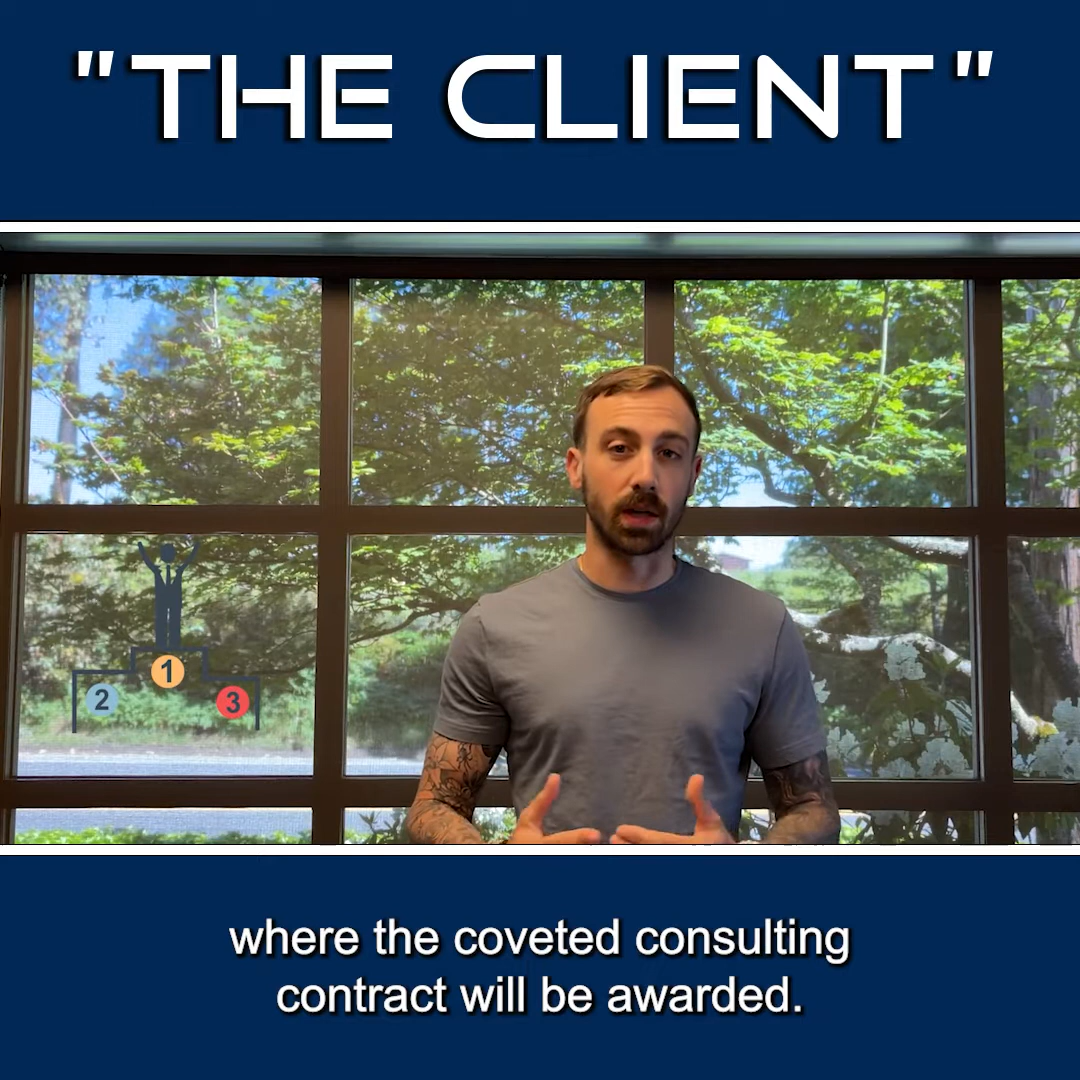 "THE CLIENT"
1
2
3
where the coveted consulting
contract will be awarded.